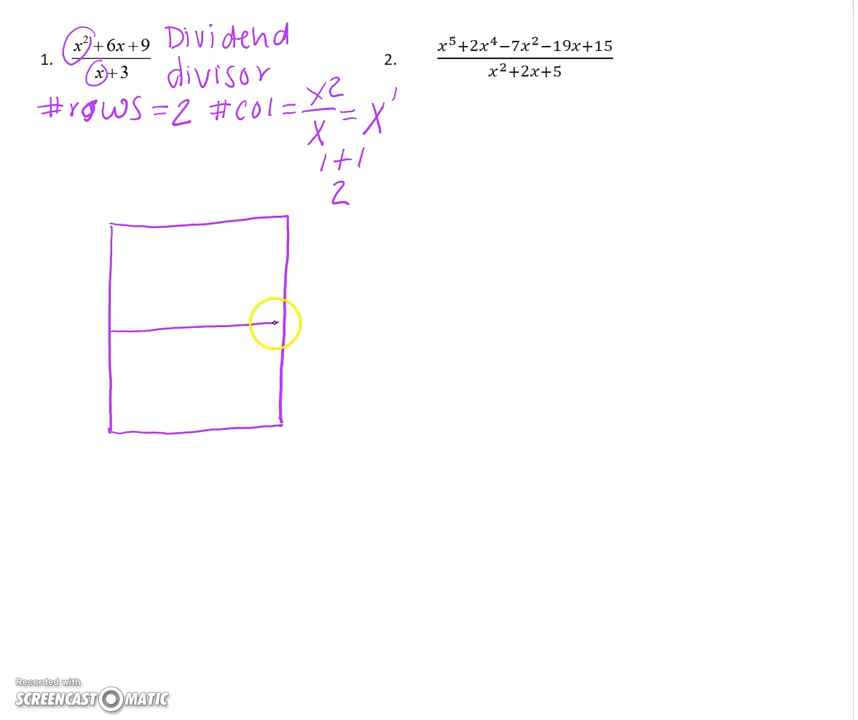 1. x²+6x+9 Dividend
x+3 divisor
#rows = 2 #col = x2/x = x¹
1+1
2
2. x⁵+2x⁴−7x²−19x+15
x²+2x+5
Recorded with
SCREENCAST MATIC